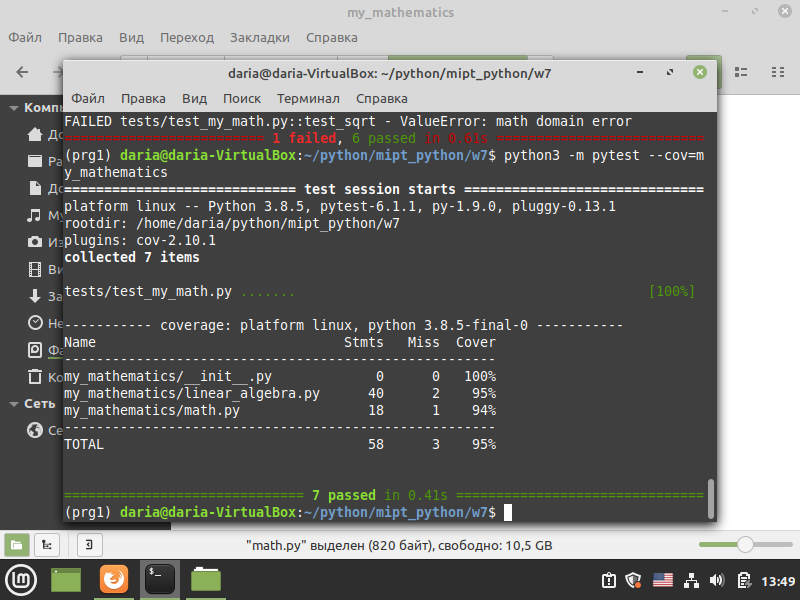 my_mathematics
Файл Правка Вид Переход Закладки Справка
daria@daria-VirtualBox: ~/python/mipt_python/w7
Файл Правка Вид Поиск Терминал Справка
FAILED tests/test_my_math.py::test_sqrt - ValueError: math domain error
========================= 1 failed, 6 passed in 0.61s ==========================
(prg1) daria@daria-VirtualBox:~/python/mipt_python/w7$ python3 -m pytest --cov=m
y_mathematics
============================= test session starts ==============================
platform linux -- Python 3.8.5, pytest-6.1.1, py-1.9.0, pluggy-0.13.1
rootdir: /home/daria/python/mipt_python/w7
plugins: cov-2.10.1
collected 7 items
tests/test_my_math.py ....... [100%]
----------- coverage: platform linux, python 3.8.5-final-0 -----------
Name Stmts Miss Cover
------------------------------------------------------
my_mathematics/__init__.py 0 0 100%
my_mathematics/linear_algebra.py 40 2 95%
my_mathematics/math.py 18 1 94%
------------------------------------------------------
TOTAL 58 3 95%
============================== 7 passed in 0.41s ===============================
(prg1) daria@daria-VirtualBox:~/python/mipt_python/w7$
Комп
До
Ра
До
Му
Из
Ви
За
Не
Фа
Ко
Сеть
Се
"math.py" выделен (820 байт), свободно: 10,5 GB
13:49